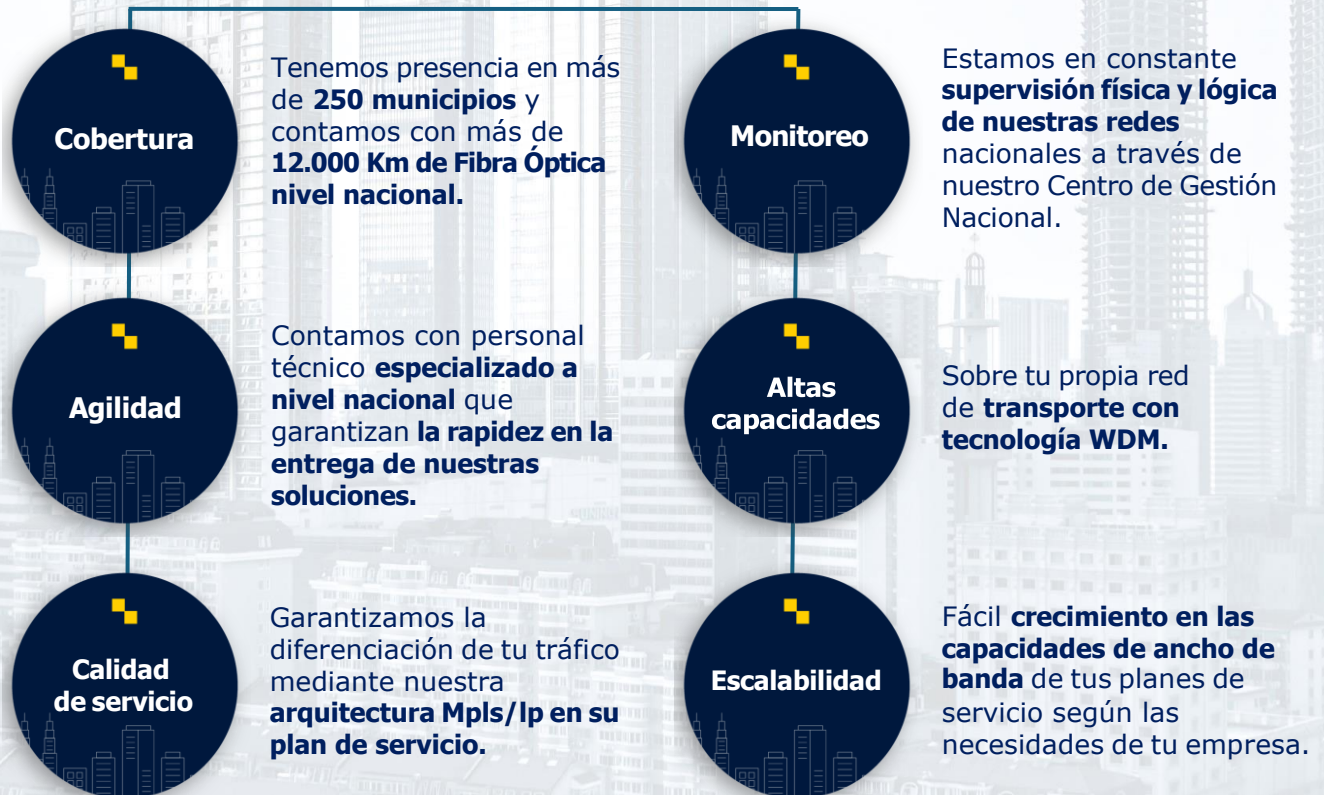 Cobertura
Tenemos presencia en más
de 250 municipios y
contamos con más de
12.000 Km de Fibra Óptica
nivel nacional.
Agilidad
Contamos con personal
técnico especializado a
nivel nacional que
garantizan la rapidez en la
entrega de nuestras
soluciones.
Calidad
de servicio
Garantizamos la
diferenciación de tu tráfico
mediante nuestra
arquitectura Mpls/lp en su
plan de servicio.
Monitoreo
Estamos en constante
supervisión física y lógica
de nuestras redes
nacionales a través de
nuestro Centro de Gestión
Nacional.
Altas
capacidades
Sobre tu propia red
de transporte con
tecnología WDM.
Escalabilidad
Fácil crecimiento en las
capacidades de ancho de
banda de tus planes de
servicio según las
necesidades de tu empresa.